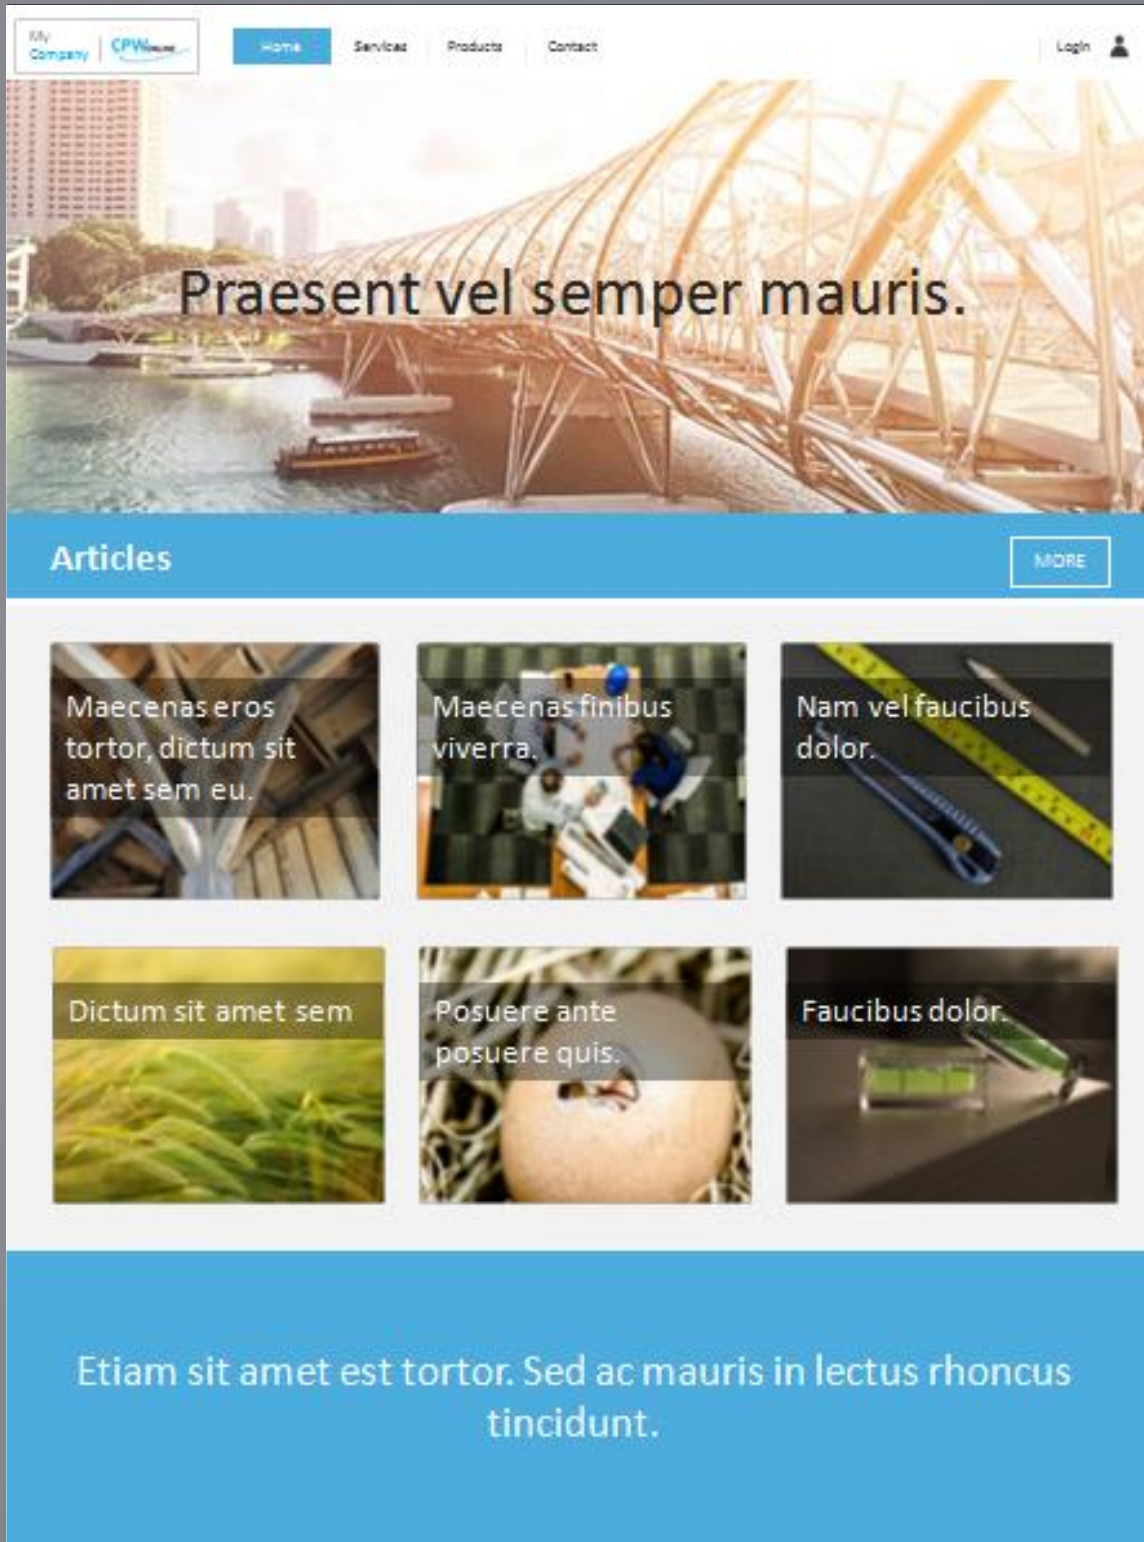 My
Company
CPWONLINE
Home
Services
Products
Contact
Login
Praesent vel semper mauris.
Articles
MORE
Maecenas eros
tortor, dictum sit
amet sem eu.
Maecenas finibus
viverra.
Nam vel faucibus
dolor.
Dictum sit amet sem
Posuere ante
posuere quis.
Faucibus dolor.
Etiam sit amet est tortor. Sed ac mauris in lectus rhoncus
tincidunt.